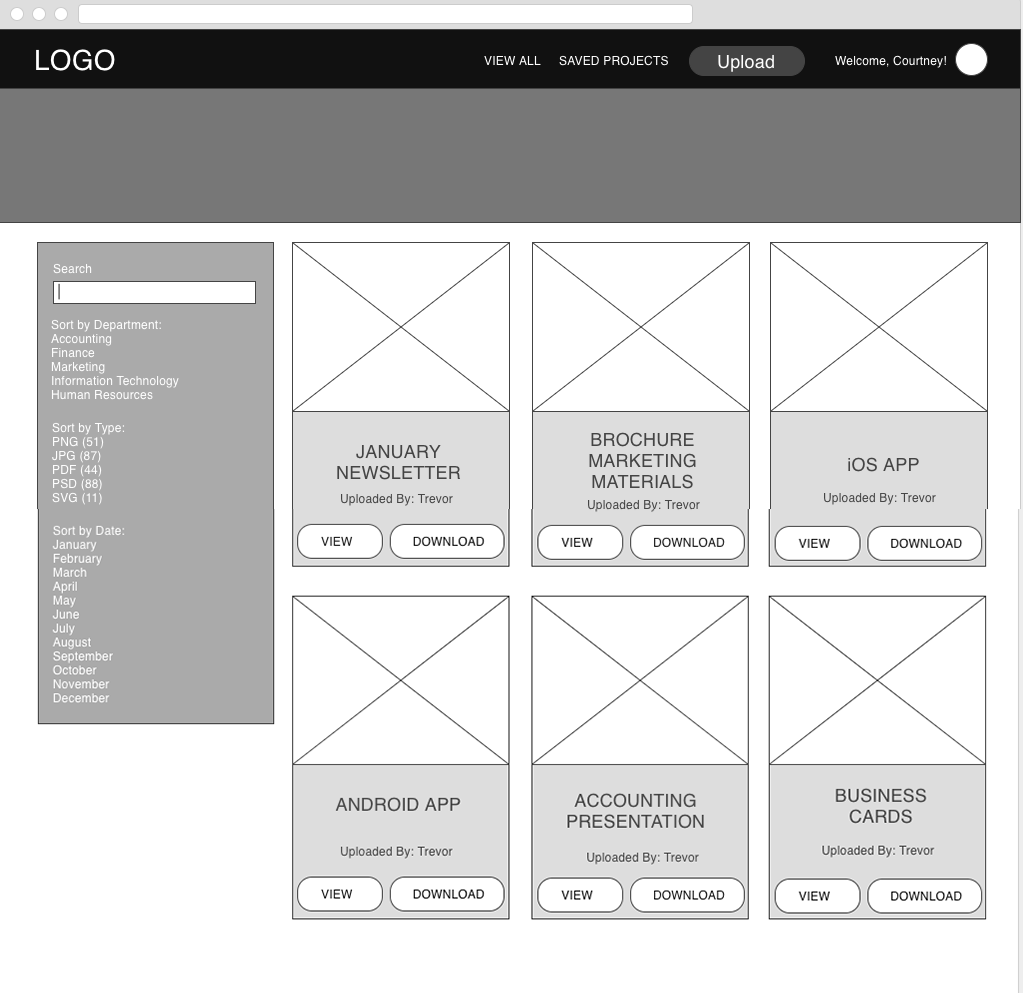 LOGO
VIEW ALL
SAVED PROJECTS
Upload
Welcome, Courtney!
Search
Sort by Department:
Accounting
Finance
Marketing
Information Technology
Human Resources
Sort by Type:
PNG (51)
JPG (87)
PDF (44)
PSD (88)
SVG (11)
Sort by Date:
January
February
March
April
May
June
July
August
September
October
November
December
JANUARY
NEWSLETTER
Uploaded By: Trevor
VIEW
DOWNLOAD
BROCHURE
MARKETING
MATERIALS
Uploaded By: Trevor
VIEW
DOWNLOAD
iOS APP
Uploaded By: Trevor
VIEW
DOWNLOAD
ANDROID APP
Uploaded By: Trevor
VIEW
DOWNLOAD
ACCOUNTING
PRESENTATION
Uploaded By: Trevor
VIEW
DOWNLOAD
BUSINESS
CARDS
Uploaded By: Trevor
VIEW
DOWNLOAD